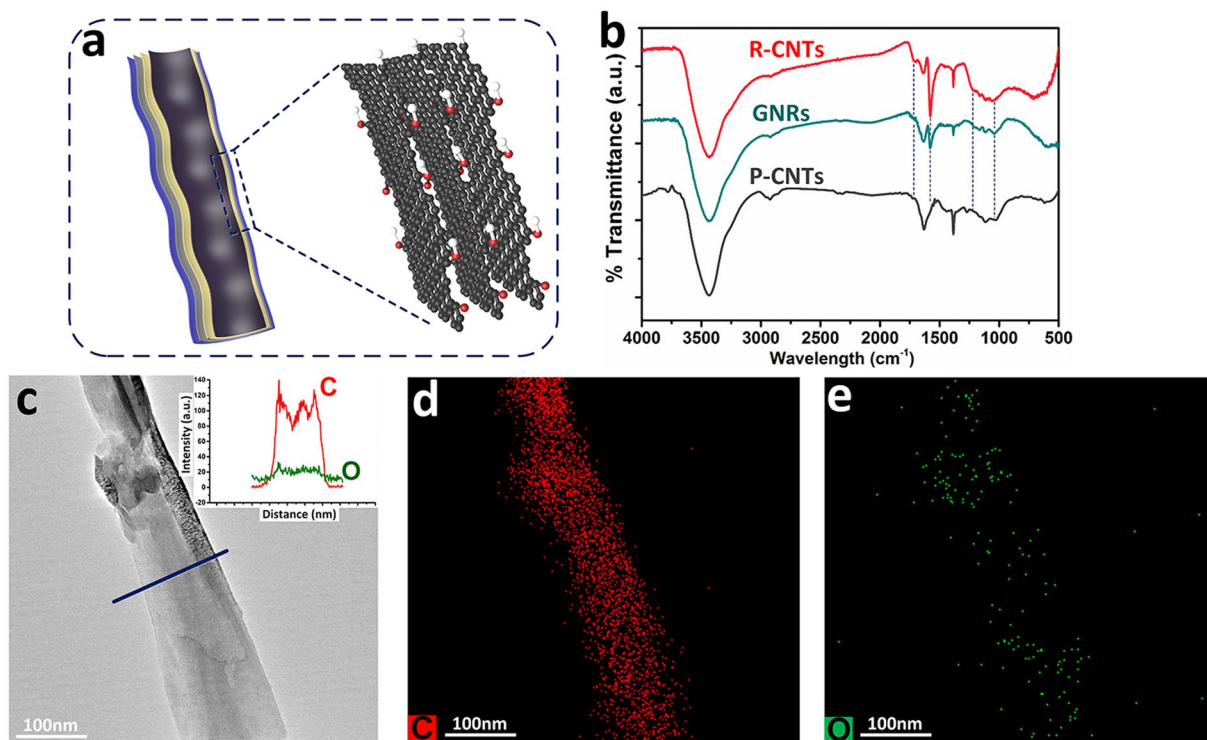 a
b
R-CNTs
GNRs
P-CNTs
% Transmittance (a.u.)
4000 3500 3000 2500 2000 1500 1000 500
Wavelength (cm⁻¹)
c
140
120
100
80
60
40
20
0
-20
Intensity (a.u.)
C
O
Distance (nm)
100nm
d
C
100nm
e
O
100nm